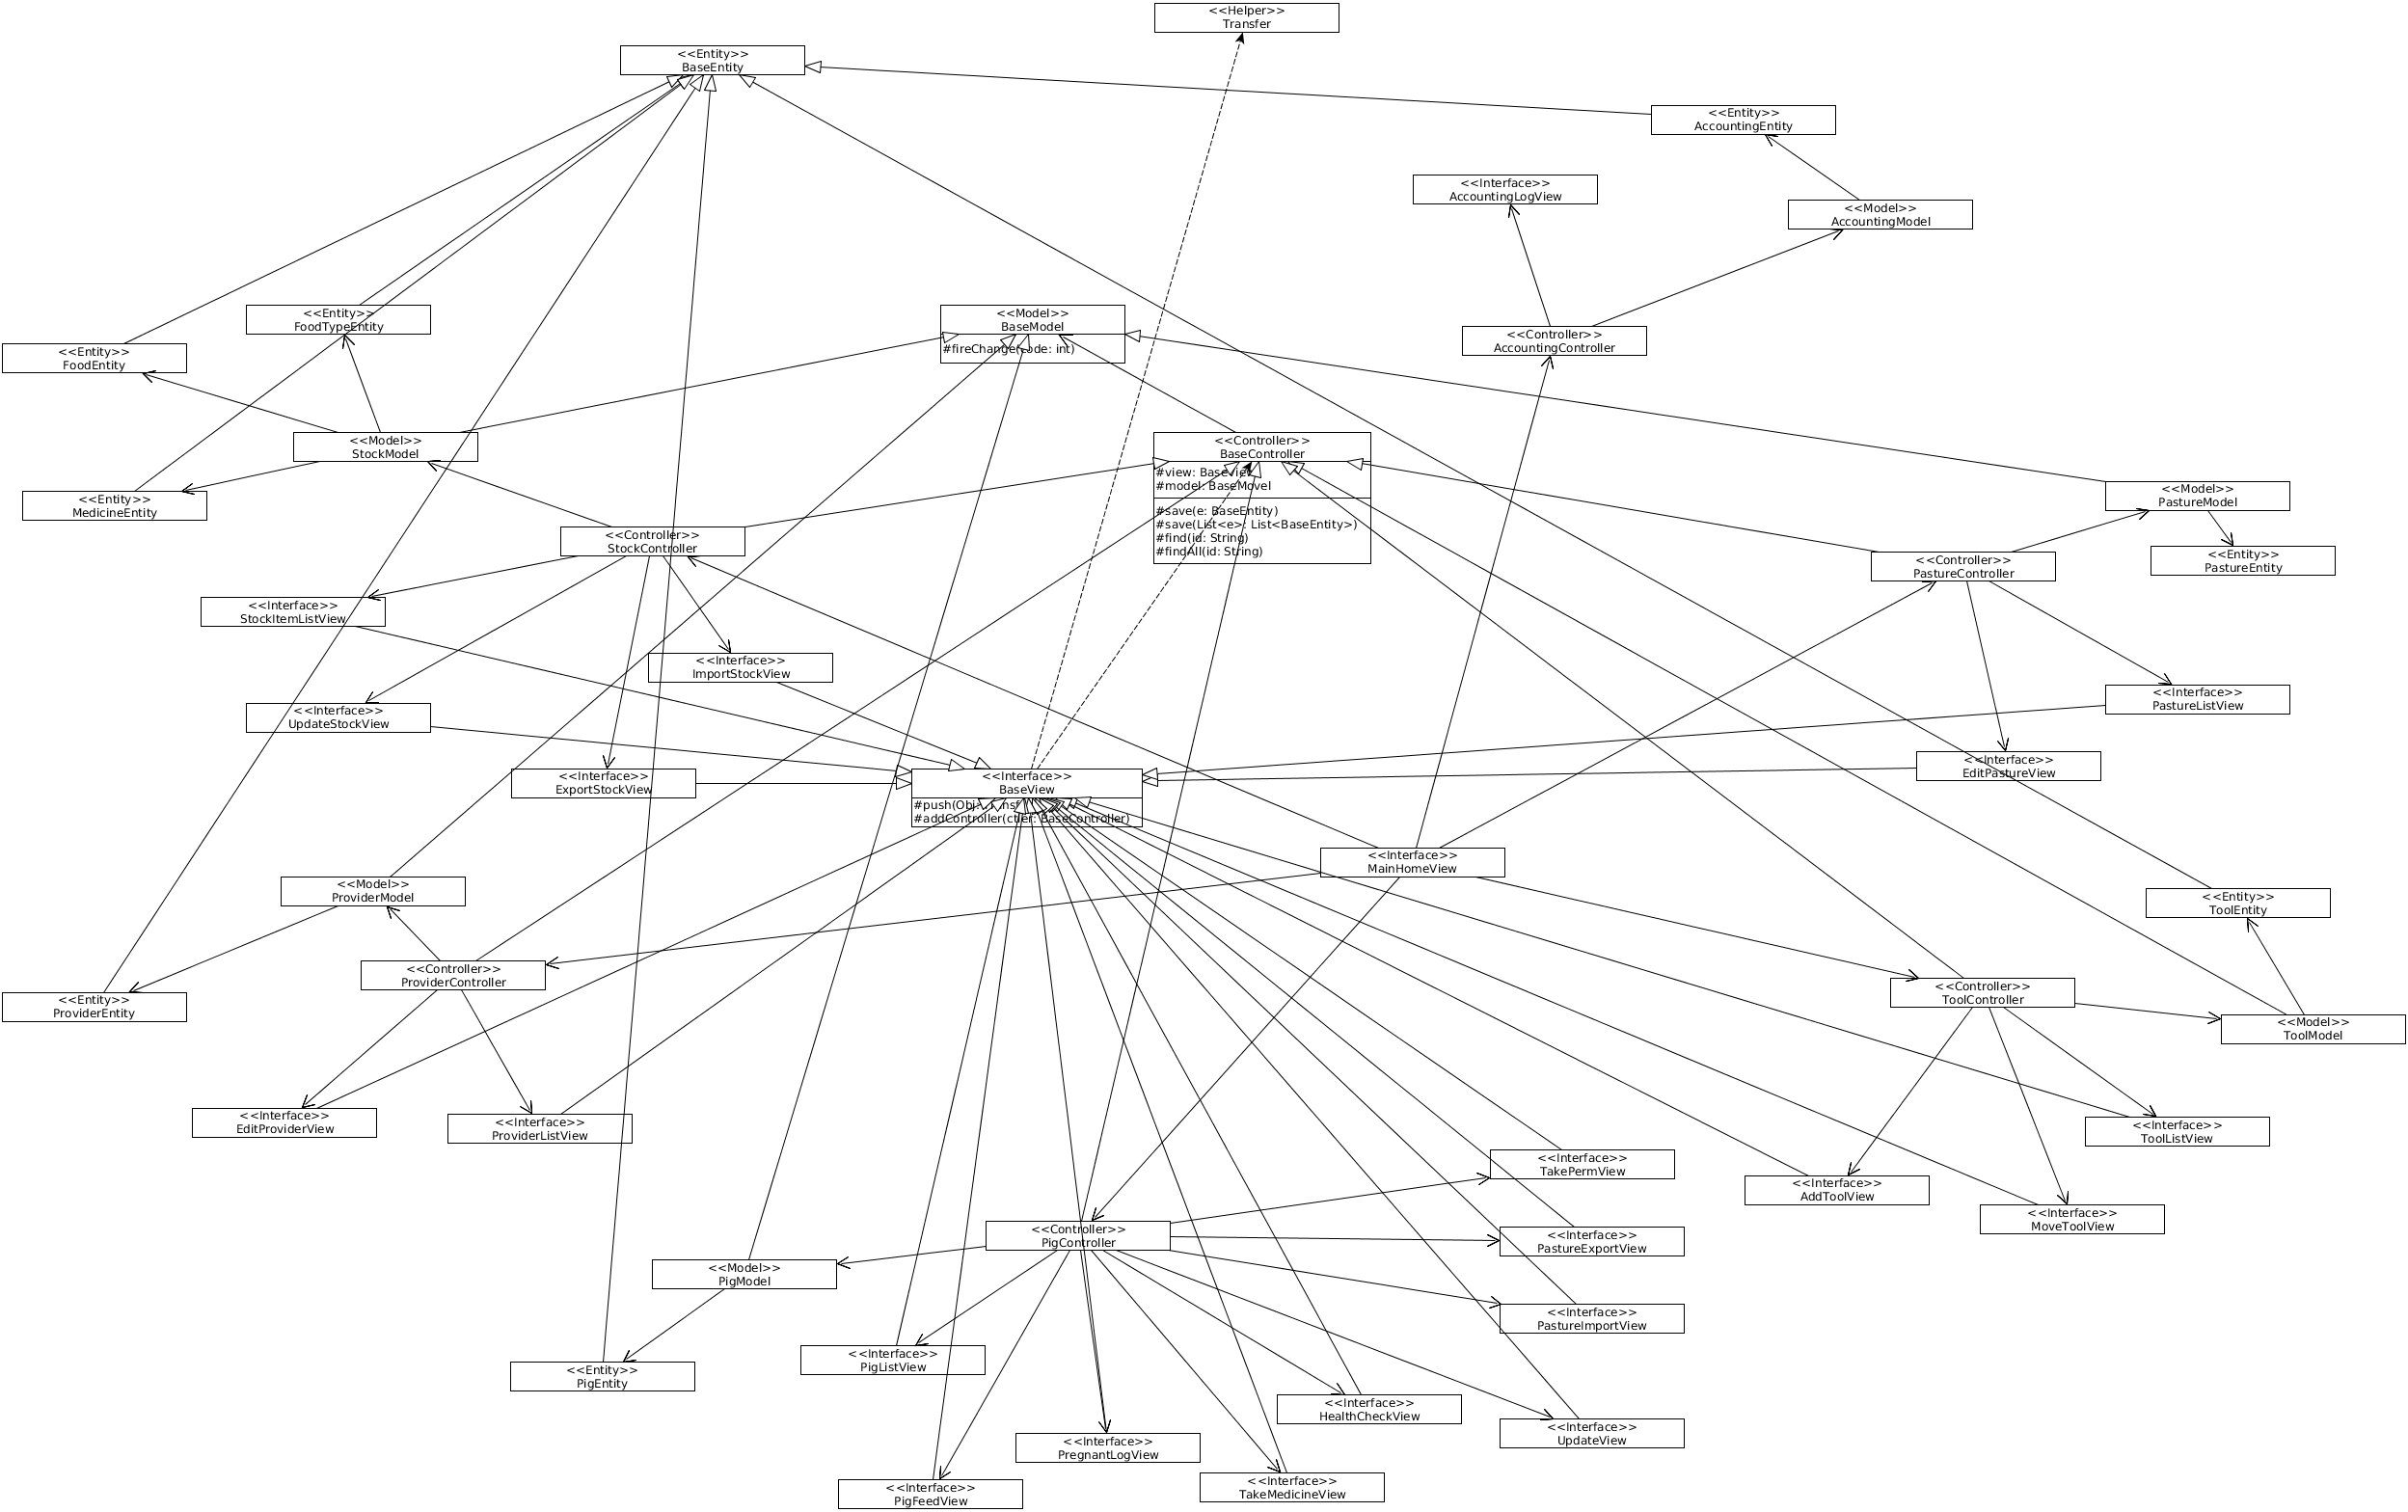 <<Helper>>
Transfer
<<Entity>>
BaseEntity
<<Entity>>
AccountingEntity
<<Interface>>
AccountingLogView
<<Model>>
AccountingModel
<<Entity>>
FoodTypeEntity
<<Model>>
BaseModel
#fireChange(code: int)
<<Controller>>
AccountingController
<<Entity>>
FoodEntity
<<Model>>
StockModel
<<Controller>>
BaseController
#view: BaseView
#model: BaseMovel
#save(e: BaseEntity)
#save(List<e>: List<BaseEntity>)
#find(id: String)
#findAll(id: String)
<<Entity>>
MedicineEntity
<<Model>>
PastureModel
<<Controller>>
StockController
<<Entity>>
PastureEntity
<<Controller>>
PastureController
<<Interface>>
StockItemListView
<<Interface>>
ImportStockView
<<Interface>>
PastureListView
<<Interface>>
UpdateStockView
<<Interface>>
EditPastureView
<<Interface>>
ExportStockView
<<Interface>>
BaseView
#push(Obj:
#addController(ctler: BaseController)
<<Interface>>
MainHomeView
<<Model>>
ProviderModel
<<Entity>>
ToolEntity
<<Controller>>
ProviderController
<<Controller>>
ToolController
<<Entity>>
ProviderEntity
<<Model>>
ToolModel
<<Interface>>
EditProviderView
<<Interface>>
ProviderListView
<<Interface>>
ToolListView
<<Interface>>
TakePermView
<<Interface>>
AddToolView
<<Interface>>
MoveToolView
<<Controller>>
PigController
<<Interface>>
PastureExportView
<<Model>>
PigModel
<<Interface>>
PastureImportView
<<Interface>>
PigListView
<<Entity>>
PigEntity
<<Interface>>
HealthCheckView
<<Interface>>
UpdateView
<<Interface>>
PregnantLogView
<<Interface>>
TakeMedicineView
<<Interface>>
PigFeedView